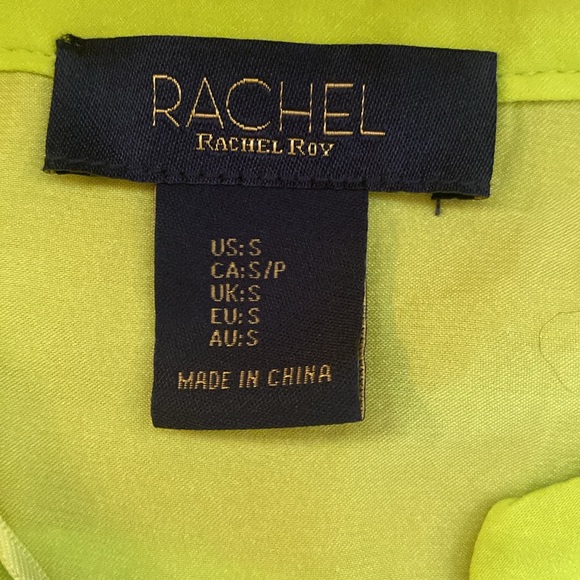 RACHEL
RACHEL ROY
US: S
CA: S/P
UK: S
EU: S
AU: S
MADE IN CHINA